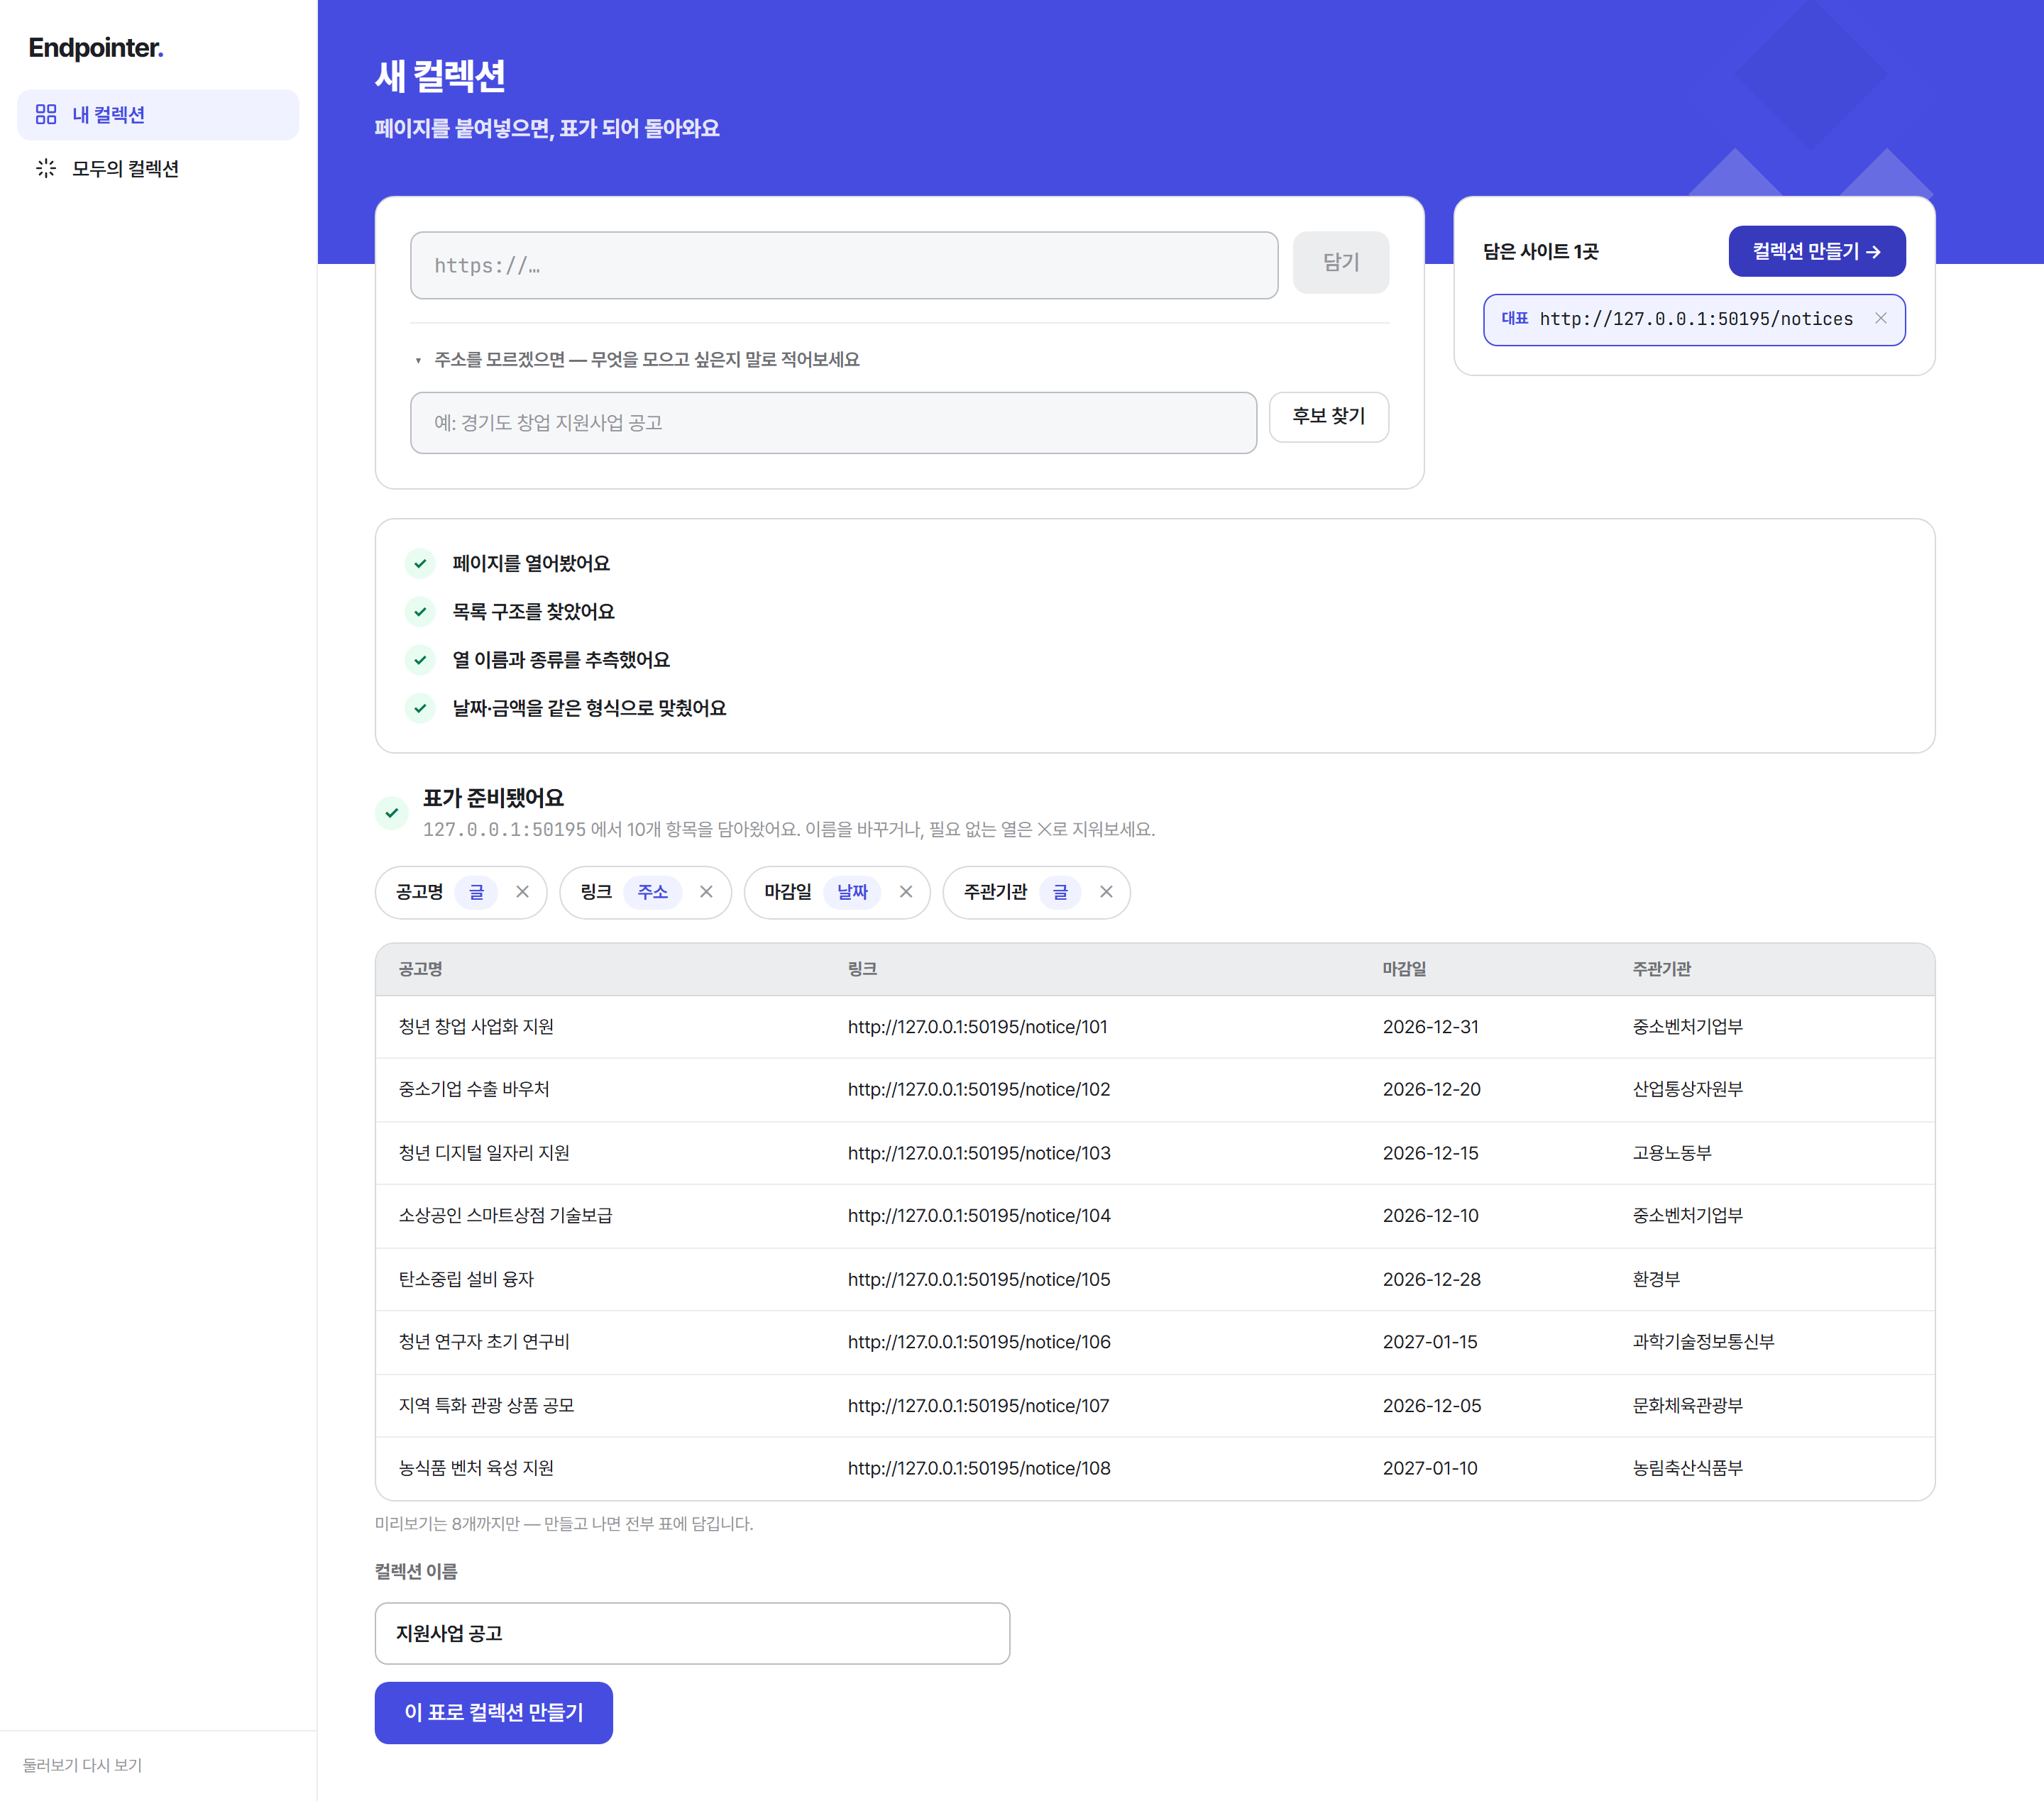 Endpointer.
내 컬렉션
모두의 컬렉션
새 컬렉션
페이지를 붙여넣으면, 표가 되어 돌아와요
https://…
담기
주소를 모르겠으면 — 무엇을 모으고 싶은지 말로 적어보세요
예: 경기도 창업 지원사업 공고
후보 찾기
담은 사이트 1곳
컬렉션 만들기 →
대표 http://127.0.0.1:50195/notices ×
페이지를 열어봤어요
목록 구조를 찾았어요
열 이름과 종류를 추측했어요
날짜·금액을 같은 형식으로 맞췄어요
표가 준비됐어요
127.0.0.1:50195 에서 10개 항목을 담아왔어요. 이름을 바꾸거나, 필요 없는 열은 ×로 지워보세요.
공고명 글 × 링크 주소 × 마감일 날짜 × 주관기관 글 ×
공고명 링크 마감일 주관기관
청년 창업 사업화 지원 http://127.0.0.1:50195/notice/101 2026-12-31 중소벤처기업부
중소기업 수출 바우처 http://127.0.0.1:50195/notice/102 2026-12-20 산업통상자원부
청년 디지털 일자리 지원 http://127.0.0.1:50195/notice/103 2026-12-15 고용노동부
소상공인 스마트상점 기술보급 http://127.0.0.1:50195/notice/104 2026-12-10 중소벤처기업부
탄소중립 설비 융자 http://127.0.0.1:50195/notice/105 2026-12-28 환경부
청년 연구자 초기 연구비 http://127.0.0.1:50195/notice/106 2027-01-15 과학기술정보통신부
지역 특화 관광 상품 공모 http://127.0.0.1:50195/notice/107 2026-12-05 문화체육관광부
농식품 벤처 육성 지원 http://127.0.0.1:50195/notice/108 2027-01-10 농림축산식품부
미리보기는 8개까지만 — 만들고 나면 전부 표에 담깁니다.
컬렉션 이름
지원사업 공고
이 표로 컬렉션 만들기
둘러보기 다시 보기